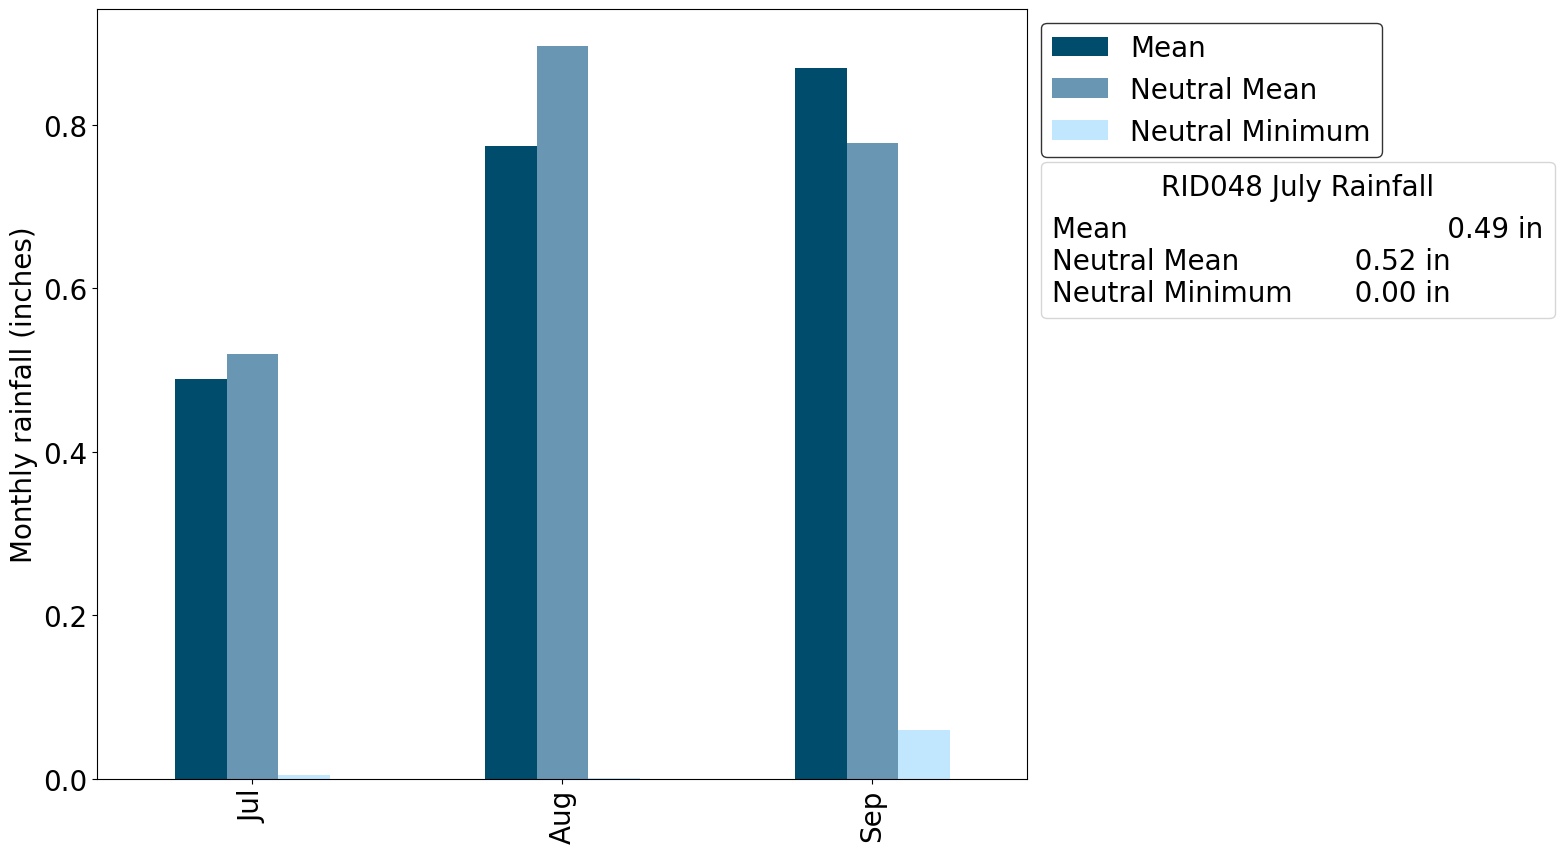 Mean
Neutral Mean
Neutral Minimum
RID048 July Rainfall
Mean 0.49 in
Neutral Mean 0.52 in
Neutral Minimum 0.00 in
Monthly rainfall (inches)
0.8
0.6
0.4
0.2
0.0
Jul
Aug
Sep